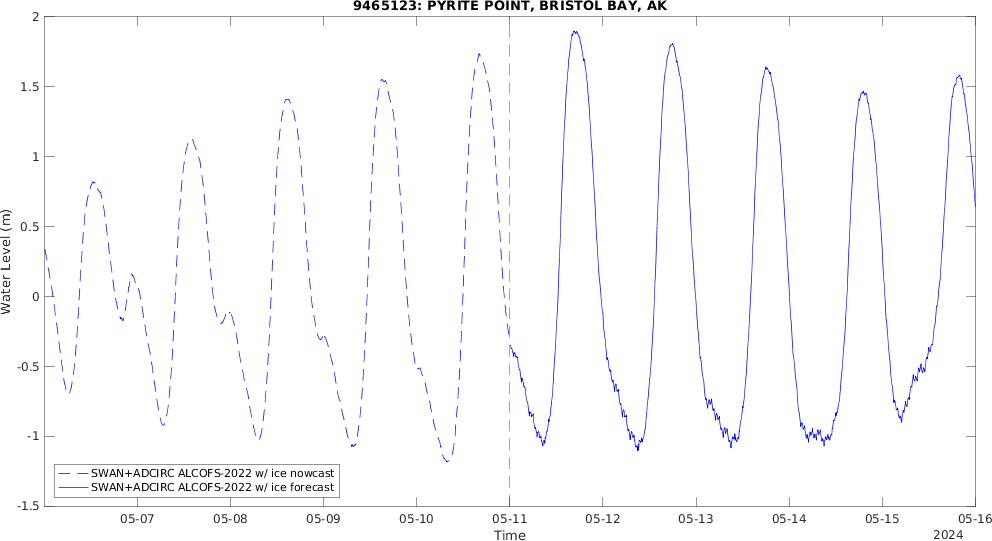 9465123: PYRITE POINT, BRISTOL BAY, AK
Water Level (m)
2
1.5
1
0.5
0
-0.5
-1
-1.5
SWAN+ADCIRC ALCOFS-2022 w/ ice nowcast
SWAN+ADCIRC ALCOFS-2022 w/ ice forecast
05-07 05-08 05-09 05-10 05-11 05-12 05-13 05-14 05-15 05-16
Time
2024